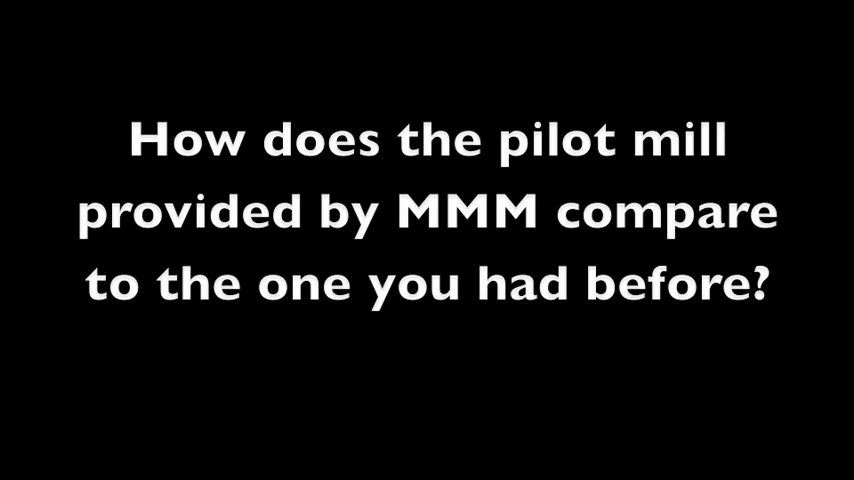 How does the pilot mill
provided by MMM compare
to the one you had before?